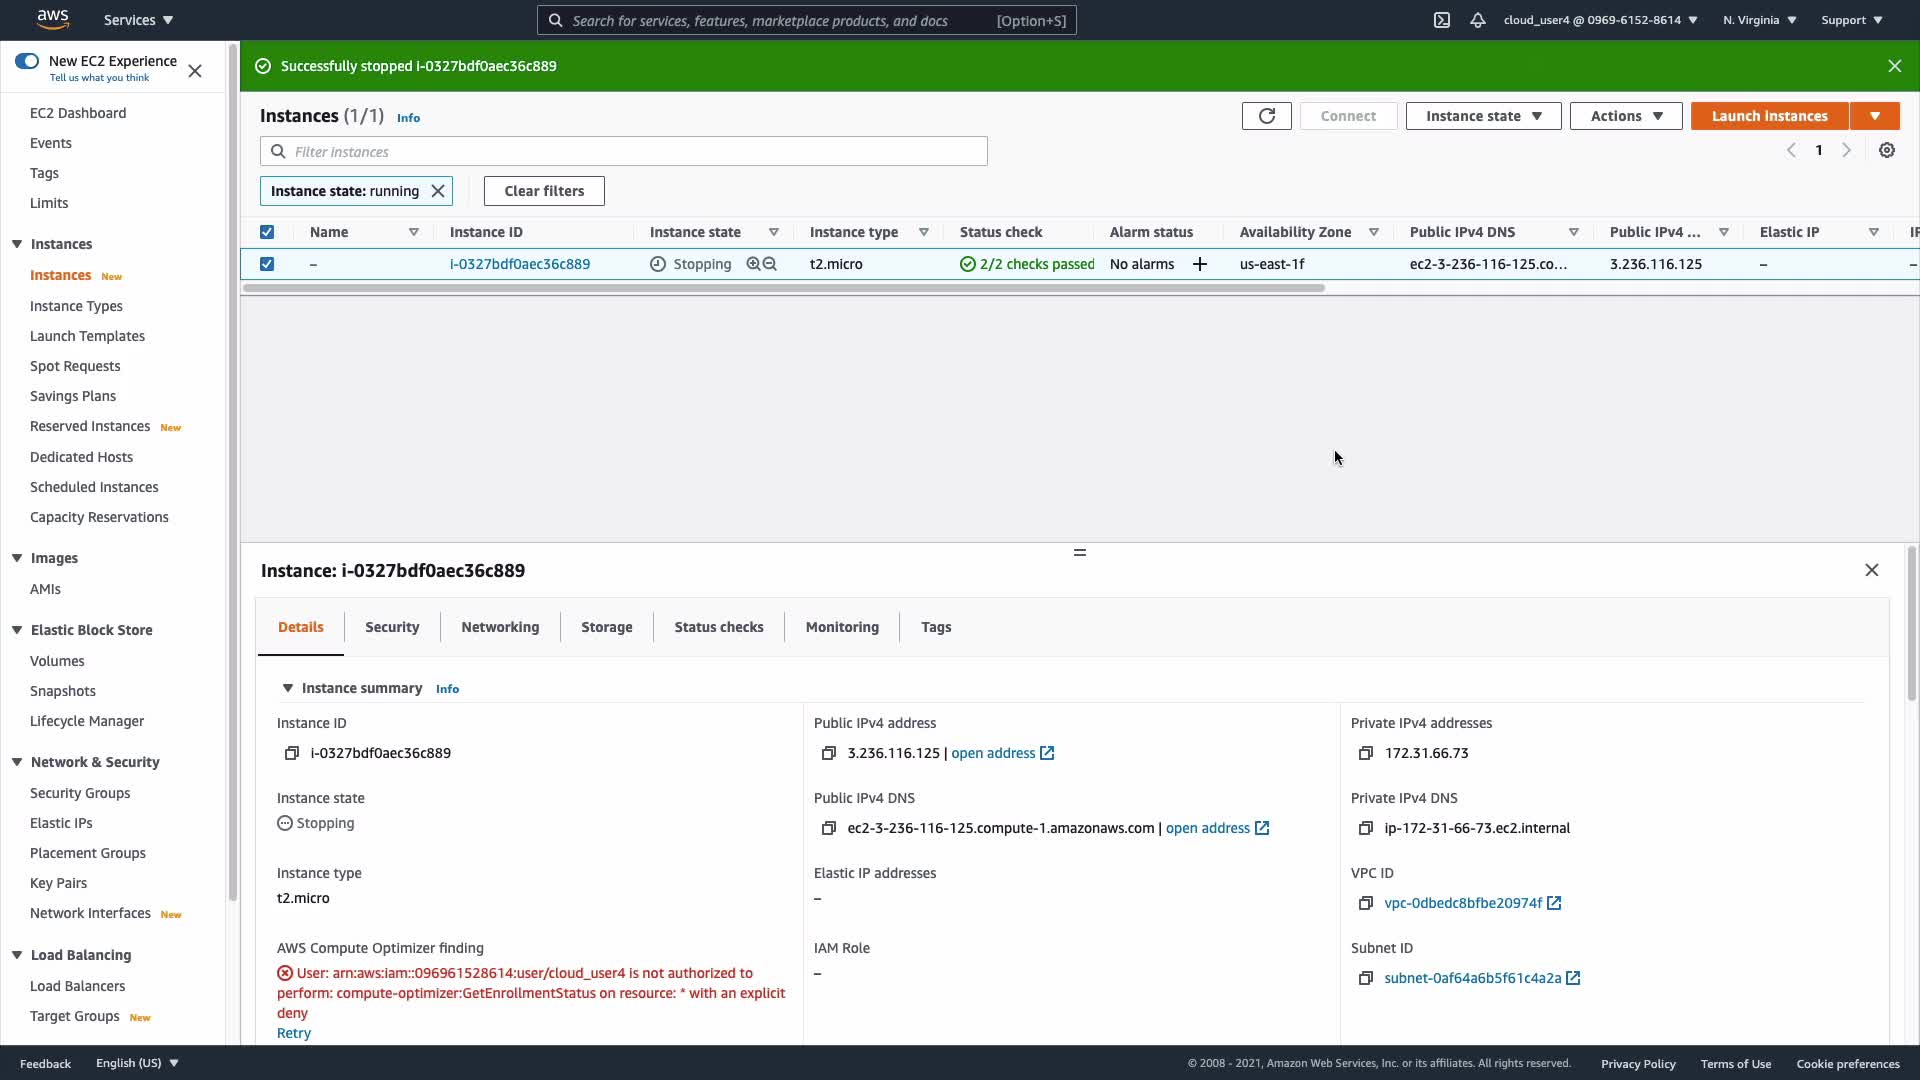 aws
Services
Search for services, features, marketplace products, and docs
[Option+S]
cloud_user4 @ 0969-6152-8614
N. Virginia
Support
New EC2 Experience
Tell us what you think
EC2 Dashboard
Events
Tags
Limits
Instances
Instances New
Instance Types
Launch Templates
Spot Requests
Savings Plans
Reserved Instances New
Dedicated Hosts
Scheduled Instances
Capacity Reservations
Images
AMIs
Elastic Block Store
Volumes
Snapshots
Lifecycle Manager
Network & Security
Security Groups
Elastic IPs
Placement Groups
Key Pairs
Network Interfaces New
Load Balancing
Load Balancers
Target Groups New
Successfully stopped i-0327bdf0aec36c889
Instances (1/1) Info
Connect
Instance state
Actions
Launch Instances
Filter instances
1
Instance state: running
Clear filters
Name Instance ID Instance state Instance type Status check Alarm status Availability Zone Public IPv4 DNS Public IPv4 ... Elastic IP IP
– i-0327bdf0aec36c889 Stopping t2.micro 2/2 checks passed No alarms + us-east-1f ec2-3-236-116-125.co... 3.236.116.125 – –
Instance: i-0327bdf0aec36c889
Details Security Networking Storage Status checks Monitoring Tags
Instance summary Info
Instance ID
i-0327bdf0aec36c889
Public IPv4 address
3.236.116.125 | open address
Private IPv4 addresses
172.31.66.73
Instance state
Stopping
Public IPv4 DNS
ec2-3-236-116-125.compute-1.amazonaws.com | open address
Private IPv4 DNS
ip-172-31-66-73.ec2.internal
Instance type
t2.micro
Elastic IP addresses
–
VPC ID
vpc-0dbedc8bfbe20974f
AWS Compute Optimizer finding
User: arn:aws:iam::096961528614:user/cloud_user4 is not authorized to
perform: compute-optimizer:GetEnrollmentStatus on resource: * with an explicit
deny
Retry
IAM Role
–
Subnet ID
subnet-0af64a6b5f61c4a2a
Feedback
English (US)
© 2008 - 2021, Amazon Web Services, Inc. or its affiliates. All rights reserved.
Privacy Policy
Terms of Use
Cookie preferences